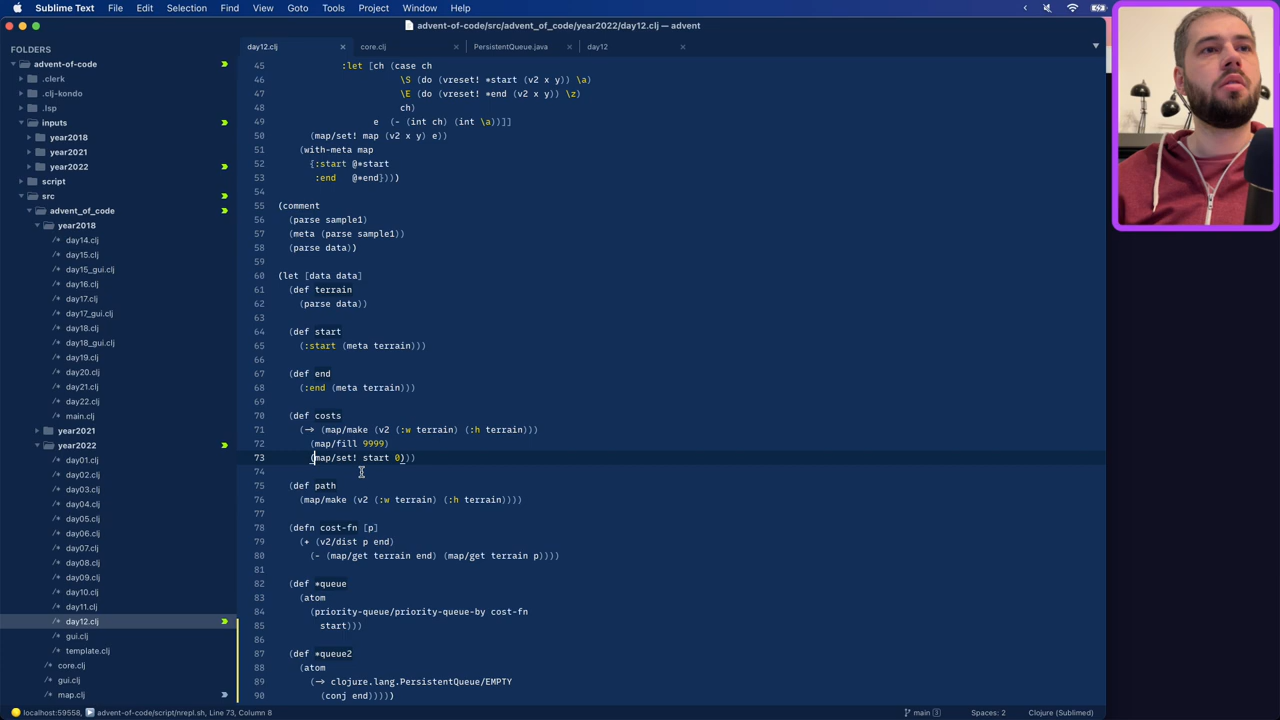 Sublime Text File Edit Selection Find View Goto Tools Project Window Help
advent-of-code/src/advent_of_code/year2022/day12.clj — advent
FOLDERS
advent-of-code
.clerk
.clj-kondo
.lsp
inputs
year2018
year2021
year2022
script
src
advent_of_code
year2018
day14.clj
day15.clj
day15_gui.clj
day16.clj
day17.clj
day17_gui.clj
day18.clj
day18_gui.clj
day19.clj
day20.clj
day21.clj
day22.clj
main.clj
year2021
year2022
day01.clj
day02.clj
day03.clj
day04.clj
day05.clj
day06.clj
day07.clj
day08.clj
day09.clj
day10.clj
day11.clj
day12.clj
gui.clj
template.clj
core.clj
gui.clj
map.clj
day12.clj core.clj PersistentQueue.java day12
45 :let [ch (case ch
46 \S (do (vreset! *start (v2 x y)) \a)
47 \E (do (vreset! *end (v2 x y)) \z)
48 ch)
49 e (- (int ch) (int \a))]]
50 (map/set! map (v2 x y) e))
51 (with-meta map
52 {:start @*start
53 :end @*end})))
54
55 (comment
56 (parse sample1)
57 (meta (parse sample1))
58 (parse data))
59
60 (let [data data]
61 (def terrain
62 (parse data))
63
64 (def start
65 (:start (meta terrain)))
66
67 (def end
68 (:end (meta terrain)))
69
70 (def costs
71 (-> (map/make (v2 (:w terrain) (:h terrain)))
72 (map/fill 9999)
73 (map/set! start 0)))
74
75 (def path
76 (map/make (v2 (:w terrain) (:h terrain))))
77
78 (defn cost-fn [p]
79 (+ (v2/dist p end)
80 (- (map/get terrain end) (map/get terrain p))))
81
82 (def *queue
83 (atom
84 (priority-queue/priority-queue-by cost-fn
85 start)))
86
87 (def *queue2
88 (atom
89 (-> clojure.lang.PersistentQueue/EMPTY
90 (conj end)))))
localhost:59558, advent-of-code/script/nrepl.sh, Line 73, Column 8 main 3 Spaces: 2 Clojure (Sublimed)